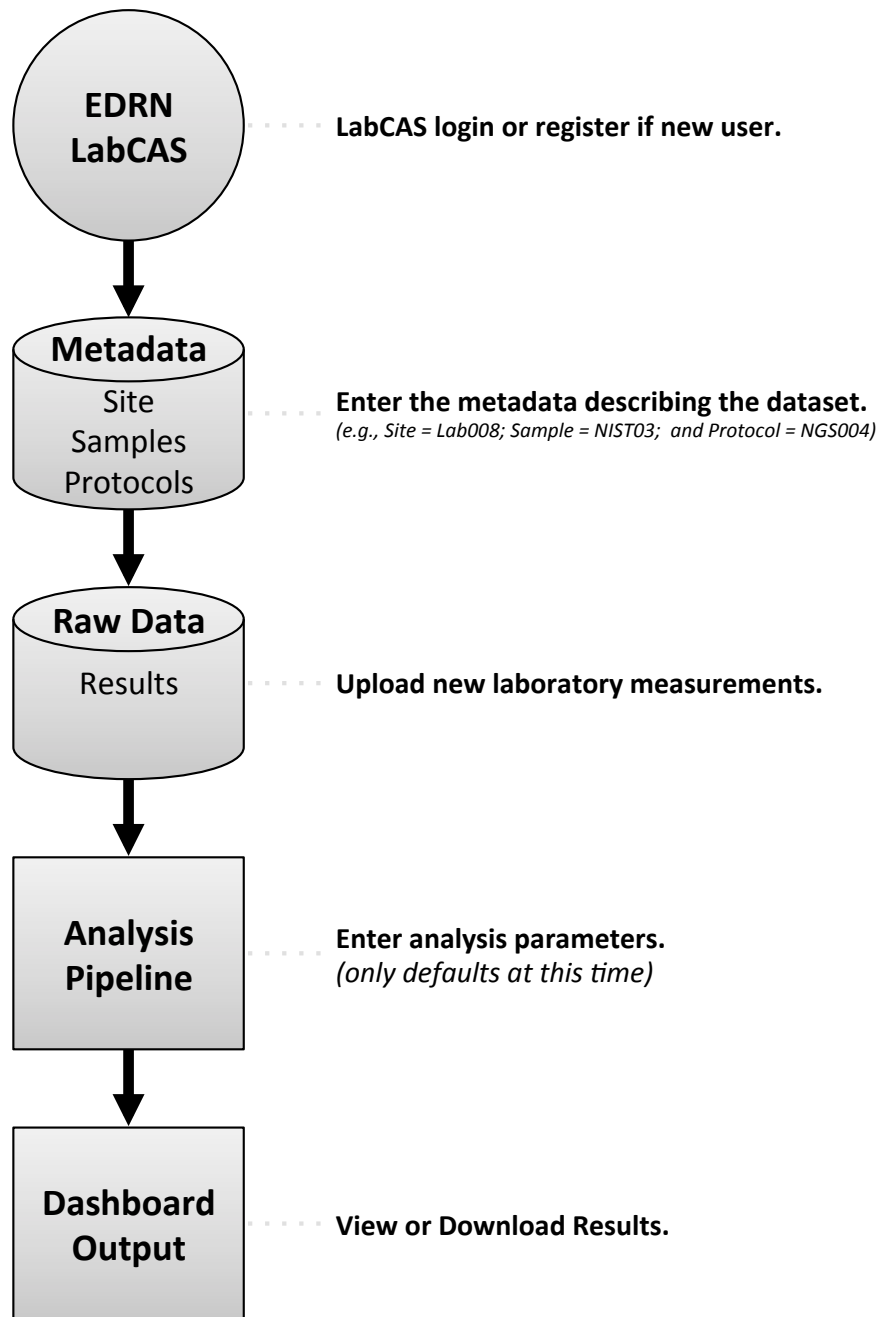 EDRN
LabCAS
LabCAS login or register if new user.
Metadata
Site
Samples
Protocols
Enter the metadata describing the dataset.
(e.g., Site = Lab008; Sample = NIST03;  and Protocol = NGS004)
Raw Data
Results
Upload new laboratory measurements.
Analysis
Pipeline
Enter analysis parameters.
(only defaults at this time)
Dashboard
Output
View or Download Results.